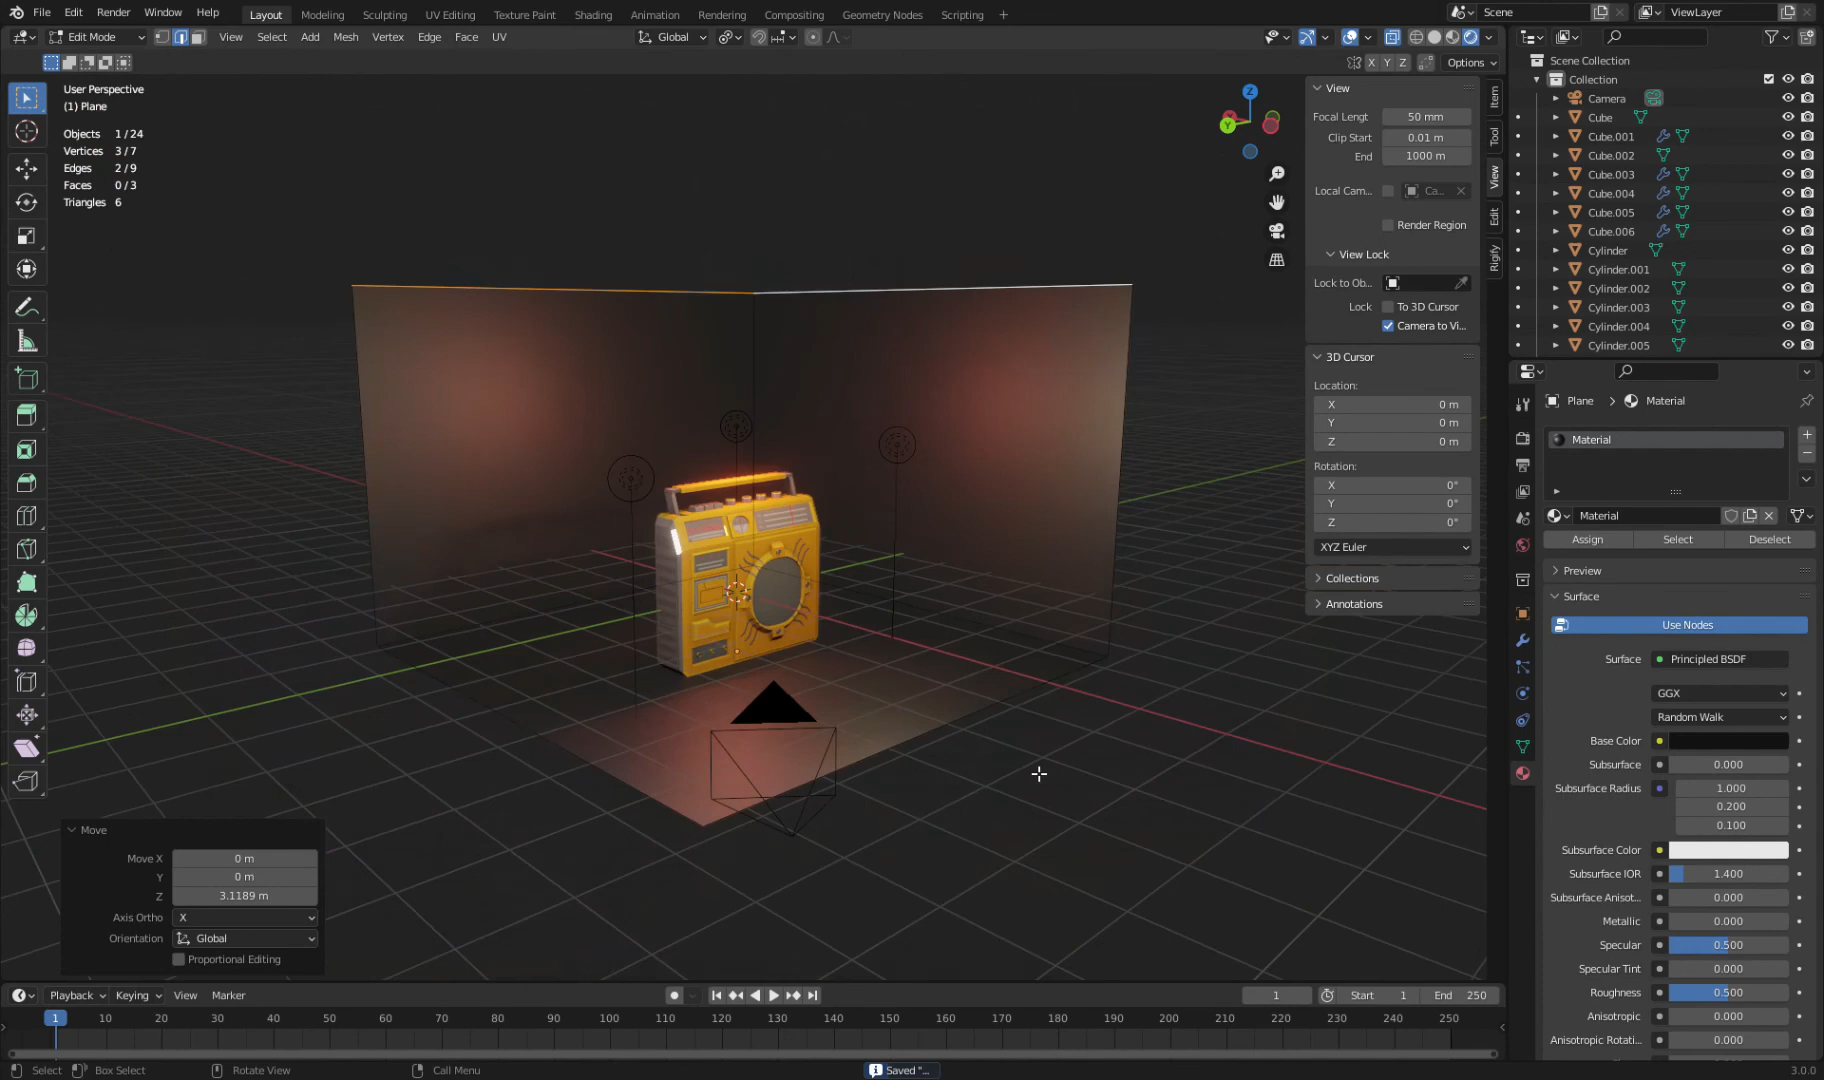 File Edit Render Window Help Layout Modeling Sculpting UV Editing Texture Paint Shading Animation Rendering Compositing Geometry Nodes Scripting + Scene ViewLayer
Edit Mode View Select Add Mesh Vertex Edge Face UV Global
X Y Z Options
User Perspective
(1) Plane
Objects 1 / 24
Vertices 3 / 7
Edges 2 / 9
Faces 0 / 3
Triangles 6
Z
Y
View
Focal Lengt 50 mm
Clip Start 0.01 m
End 1000 m
Local Cam... Ca...
Render Region
View Lock
Lock to Ob...
Lock To 3D Cursor
Camera to Vi...
3D Cursor
Location:
X 0 m
Y 0 m
Z 0 m
Rotation:
X 0°
Y 0°
Z 0°
XYZ Euler
Collections
Annotations
Item
Tool
View
Edit
Rigify
Scene Collection
Collection
Camera
Cube
Cube.001
Cube.002
Cube.003
Cube.004
Cube.005
Cube.006
Cylinder
Cylinder.001
Cylinder.002
Cylinder.003
Cylinder.004
Cylinder.005
Plane > Material
Material
Material
Assign Select Deselect
Preview
Surface
Use Nodes
Surface Principled BSDF
GGX
Random Walk
Base Color
Subsurface 0.000
Subsurface Radius 1.000
0.200
0.100
Subsurface Color
Subsurface IOR 1.400
Subsurface Anisot... 0.000
Metallic 0.000
Specular 0.500
Specular Tint 0.000
Roughness 0.500
Anisotropic 0.000
Anisotropic Rotati... 0.000
Move
Move X 0 m
Y 0 m
Z 3.1189 m
Axis Ortho X
Orientation Global
Proportional Editing
Playback Keying View Marker 1 Start 1 End 250
1 10 20 30 40 50 60 70 80 90 100 110 120 130 140 150 160 170 180 190 200 210 220 230 240 250
Select Box Select Rotate View Call Menu Saved "... 3.0.0